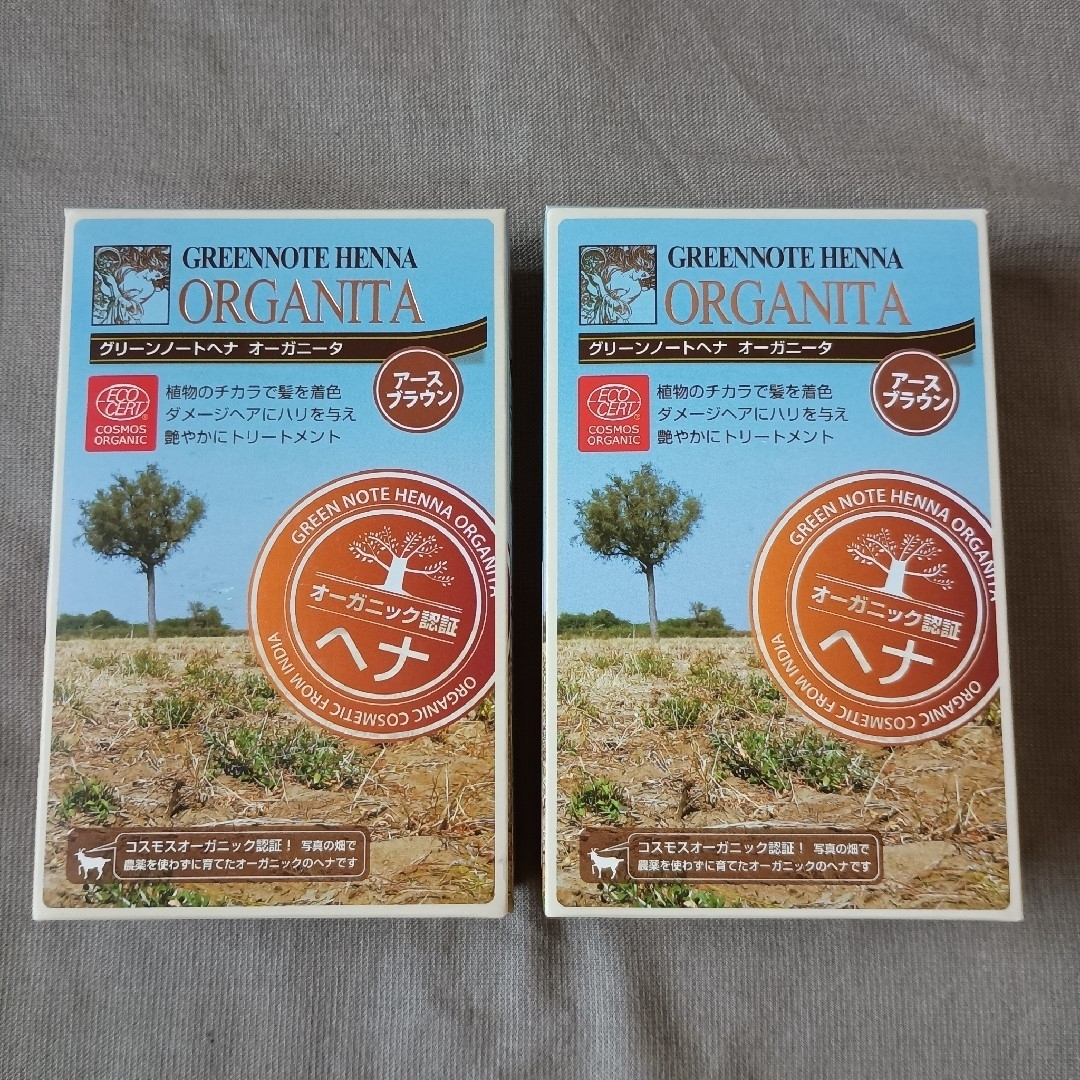 GREENNOTE HENNA
ORGANITA
グリーンノートヘナ オーガニータ
ECO
CERT®
COSMOS
ORGANIC
植物のチカラで髪を着色
ダメージヘアにハリを与え
艶やかにトリートメント
アース
ブラウン
GREEN NOTE HENNA ORGANITA
オーガニック認証
ヘナ
ORGANIC COSMETIC FROM INDIA
コスモスオーガニック認証！ 写真の畑で
農薬を使わずに育てたオーガニックのヘナです
GREENNOTE HENNA
ORGANITA
グリーンノートヘナ オーガニータ
ECO
CERT®
COSMOS
ORGANIC
植物のチカラで髪を着色
ダメージヘアにハリを与え
艶やかにトリートメント
アース
ブラウン
GREEN NOTE HENNA ORGANITA
オーガニック認証
ヘナ
ORGANIC COSMETIC FROM INDIA
コスモスオーガニック認証！ 写真の畑で
農薬を使わずに育てたオーガニックのヘナです